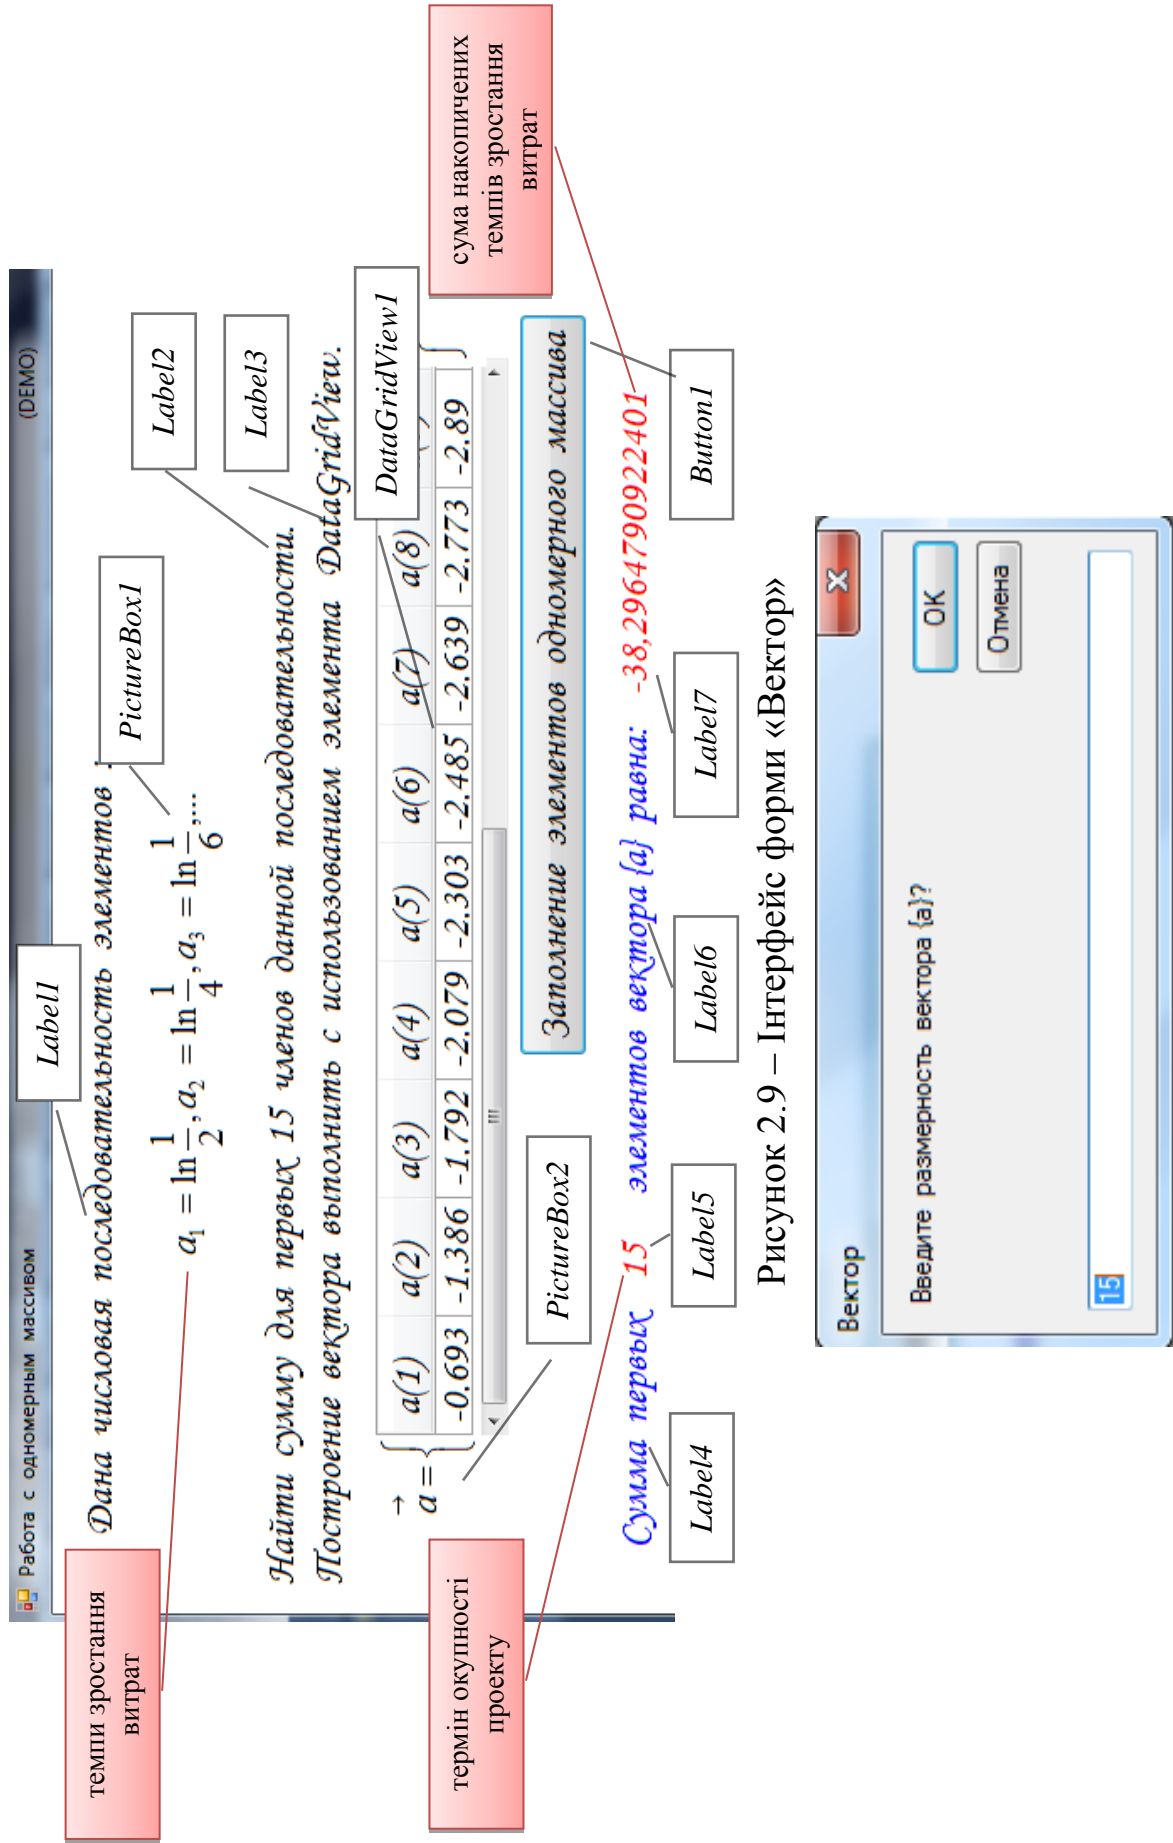 Работа с одномерным массивом (DEMO)
Label1
Дана числовая последовательность элементов :
PictureBox1
темпи зростання
витрат
a₁ = ln 1/2, a₂ = ln 1/4, a₃ = ln 1/6,...
Label2
Найти сумму для первых 15 членов данной последовательности.
Label3
Построение вектора выполнить с использованием элемента DataGridView.
DataGridView1
a(1) a(2) a(3) a(4) a(5) a(6) a(7) a(8)
a =
-0.693 -1.386 -1.792 -2.079 -2.303 -2.485 -2.639 -2.773 -2.89
термін окупності
проекту
сума накопичених
темпів зростання
витрат
PictureBox2
Заполнение элементов одномерного массива
Сумма первых 15 элементов вектора {a} равна: -38,2964790922401
Label4
Label5
Label6
Label7
Button1
Рисунок 2.9 – Інтерфейс форми «Вектор»
Вектор
Введите размерность вектора {a}?
OK
Отмена
15